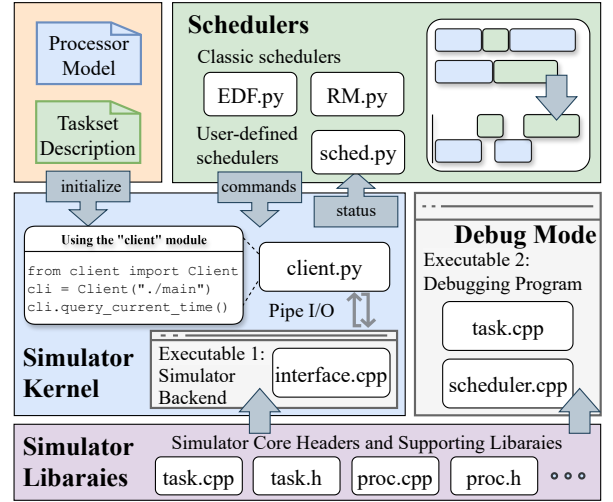 Processor
Model
Taskset
Description
Schedulers
Classic schedulers
EDF.py
RM.py
User-defined
schedulers
sched.py
initialize
commands
status
Using the "client" module
from client import Client
cli = Client("./main")
cli.query_current_time()
client.py
Pipe I/O
Simulator
Kernel
Executable 1:
Simulator
Backend
interface.cpp
Debug Mode
Executable 2:
Debugging Program
task.cpp
scheduler.cpp
Simulator
Libaraies
Simulator Core Headers and Supporting Libaraies
task.cpp
task.h
proc.cpp
proc.h